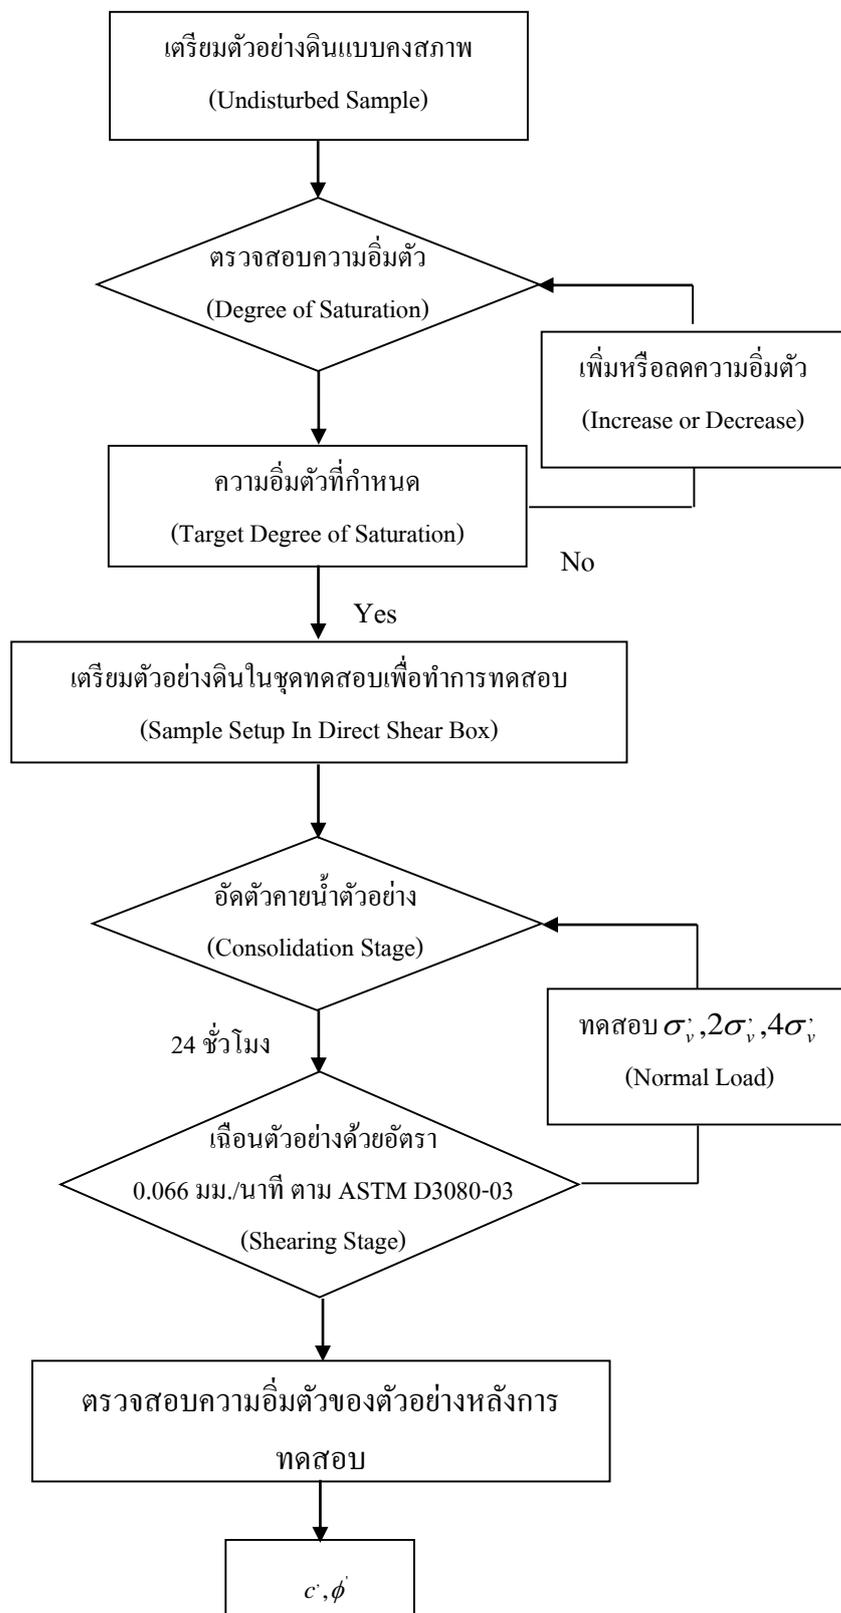 เตรียมตัวอย่างดินแบบคงสภาพ
(Undisturbed Sample)
ตรวจสอบความอิ่มตัว
(Degree of Saturation)
เพิ่มหรือลดความอิ่มตัว
(Increase or Decrease)
ความอิ่มตัวที่กำหนด
(Target Degree of Saturation)
No
Yes
เตรียมตัวอย่างดินในชุดทดสอบเพื่อทำการทดสอบ
(Sample Setup In Direct Shear Box)
อัดตัวคายน้ำตัวอย่าง
(Consolidation Stage)
24 ชั่วโมง
ทดสอบ σᵥ',2σᵥ',4σᵥ'
(Normal Load)
เฉือนตัวอย่างด้วยอัตรา
0.066 มม./นาที ตาม ASTM D3080-03
(Shearing Stage)
ตรวจสอบความอิ่มตัวของตัวอย่างหลังการ
ทดสอบ
c',ϕ'